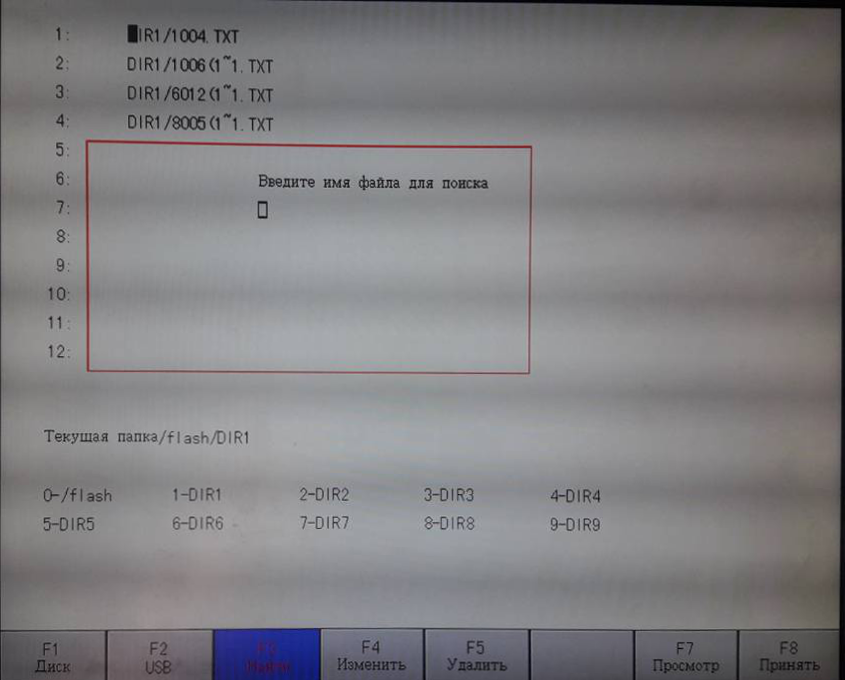 1: DIR1/1004.TXT
2: DIR1/1006(1~1.TXT
3: DIR1/6012(1~1.TXT
4: DIR1/8005(1~1.TXT
5:
6: Введите имя файла для поиска
7:
8:
9:
10:
11:
12:
Текущая папка/flash/DIR1
0-/flash 1-DIR1 2-DIR2 3-DIR3 4-DIR4
5-DIR5 6-DIR6 7-DIR7 8-DIR8 9-DIR9
F1 F2 F3 F4 F5 F7 F8
Диск USB Найти Изменить Удалить Просмотр Принять